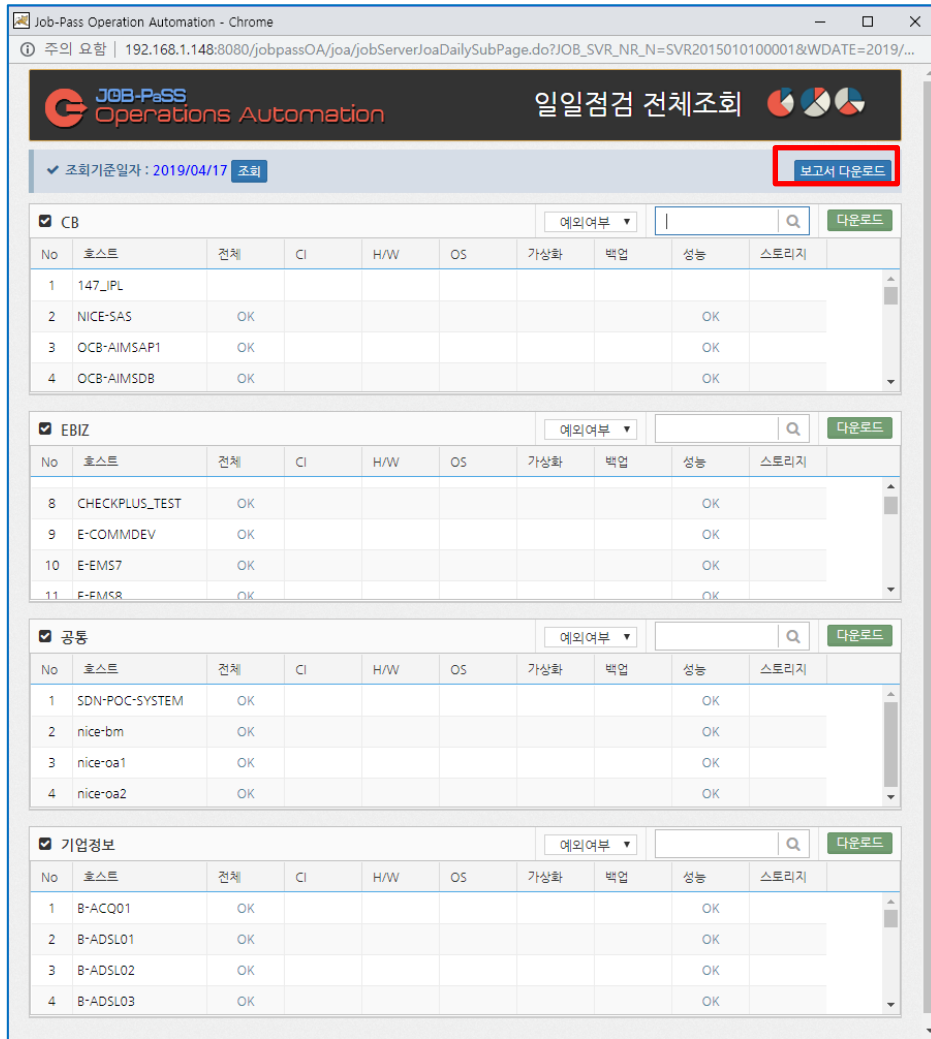 Job-Pass Operation Automation - Chrome
주의 요함 | 192.168.1.148:8080/jobpassOA/joa/jobServerJoaDailySubPage.do?JOB_SVR_NR_N=SVR2015010100001&WDATE=2019/...
JOB-PaSS
Operations Automation
일일점검 전체조회
조회기준일자 : 2019/04/17 조회 보고서 다운로드
CB 예외여부 다운로드
No 호스트 전체 CI H/W OS 가상화 백업 성능 스토리지
1 147_IPL
2 NICE-SAS OK OK
3 OCB-AIMSAP1 OK OK
4 OCB-AIMSDB OK OK
EBIZ 예외여부 다운로드
No 호스트 전체 CI H/W OS 가상화 백업 성능 스토리지
8 CHECKPLUS_TEST OK OK
9 E-COMMDEV OK OK
10 E-EMS7 OK OK
11 E-EMS8 OK OK
공통 예외여부 다운로드
No 호스트 전체 CI H/W OS 가상화 백업 성능 스토리지
1 SDN-POC-SYSTEM OK OK
2 nice-bm OK OK
3 nice-oa1 OK OK
4 nice-oa2 OK OK
기업정보 예외여부 다운로드
No 호스트 전체 CI H/W OS 가상화 백업 성능 스토리지
1 B-ACQ01 OK OK
2 B-ADSL01 OK OK
3 B-ADSL02 OK OK
4 B-ADSL03 OK OK